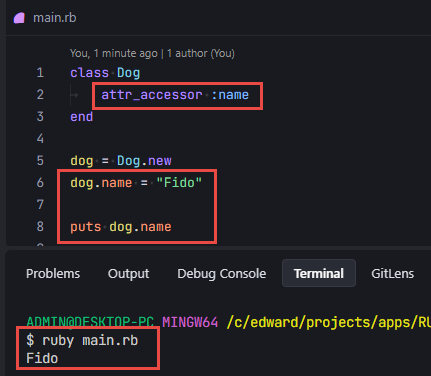 main.rb
You, 1 minute ago | 1 author (You)
1 class Dog
2 attr_accessor :name
3 end
4
5 dog = Dog.new
6 dog.name = "Fido"
7
8 puts dog.name
Problems Output Debug Console Terminal GitLens
ADMIN@DESKTOP-PC MINGW64 /c/edward/projects/apps/RU
$ ruby main.rb
Fido